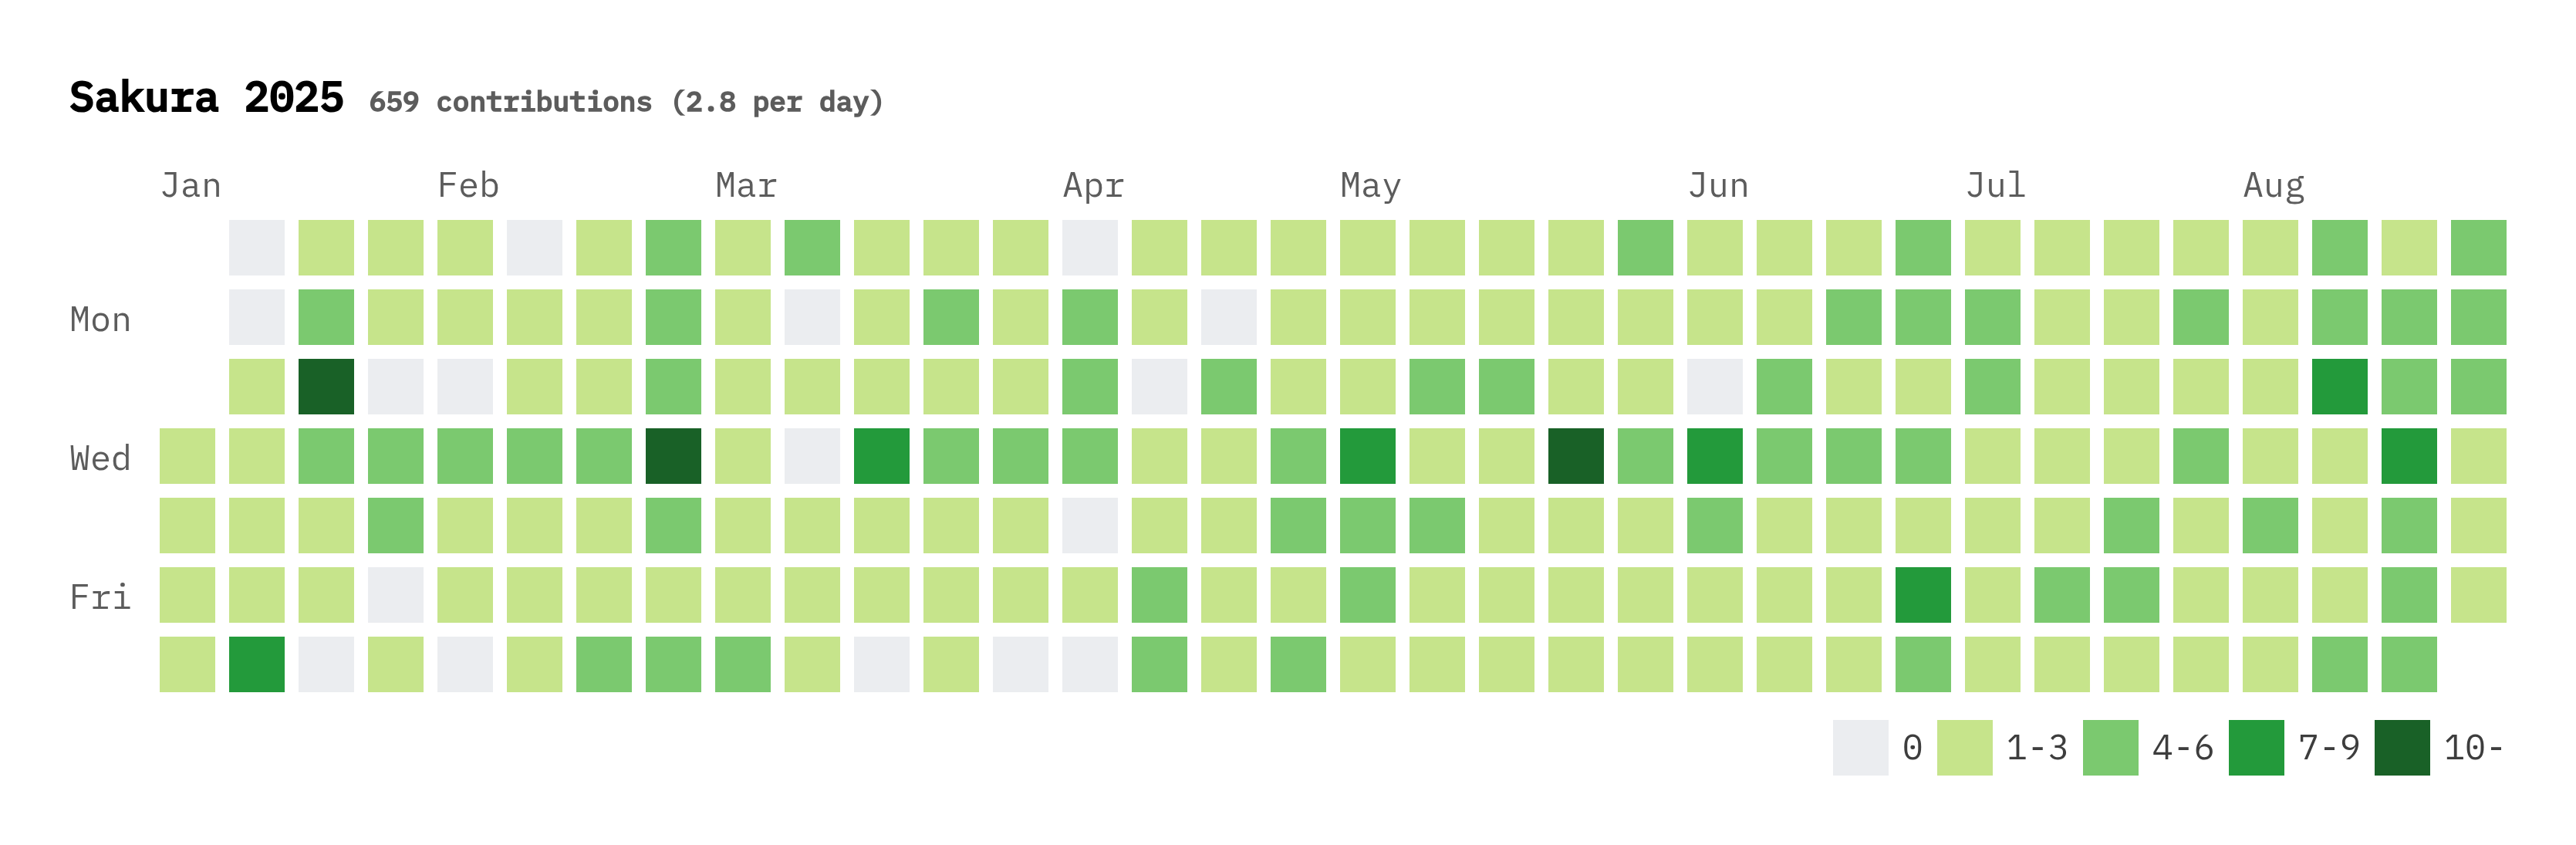 Sakura 2025 659 contributions (2.8 per day)
Jan Feb Mar Apr May Jun Jul Aug
Mon
Wed
Fri
0 1-3 4-6 7-9 10-